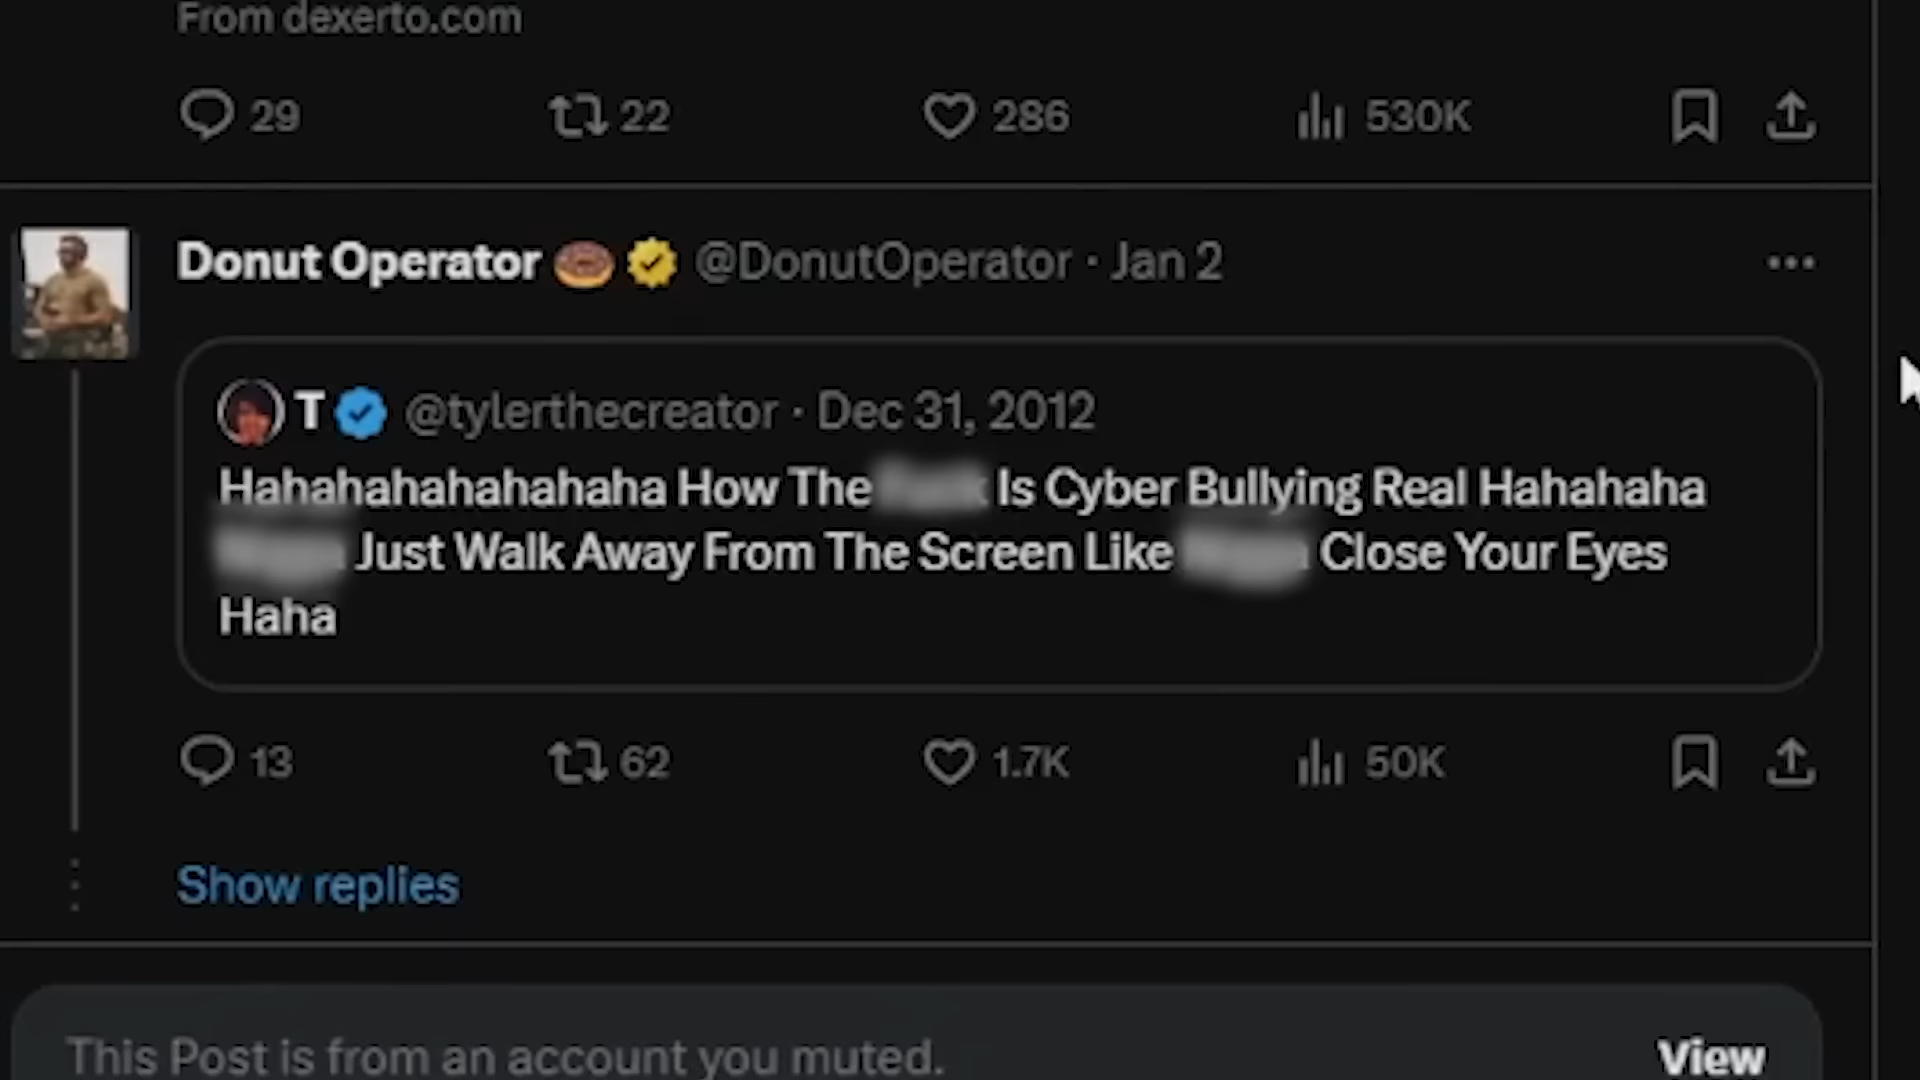 From dexerto.com
29 22 286 530K
Donut Operator @DonutOperator · Jan 2
T @tylerthecreator · Dec 31, 2012
Hahahahahahahaha How The Is Cyber Bullying Real Hahahaha
Just Walk Away From The Screen Like Close Your Eyes
Haha
13 62 1.7K 50K
Show replies
This Post is from an account you muted. View